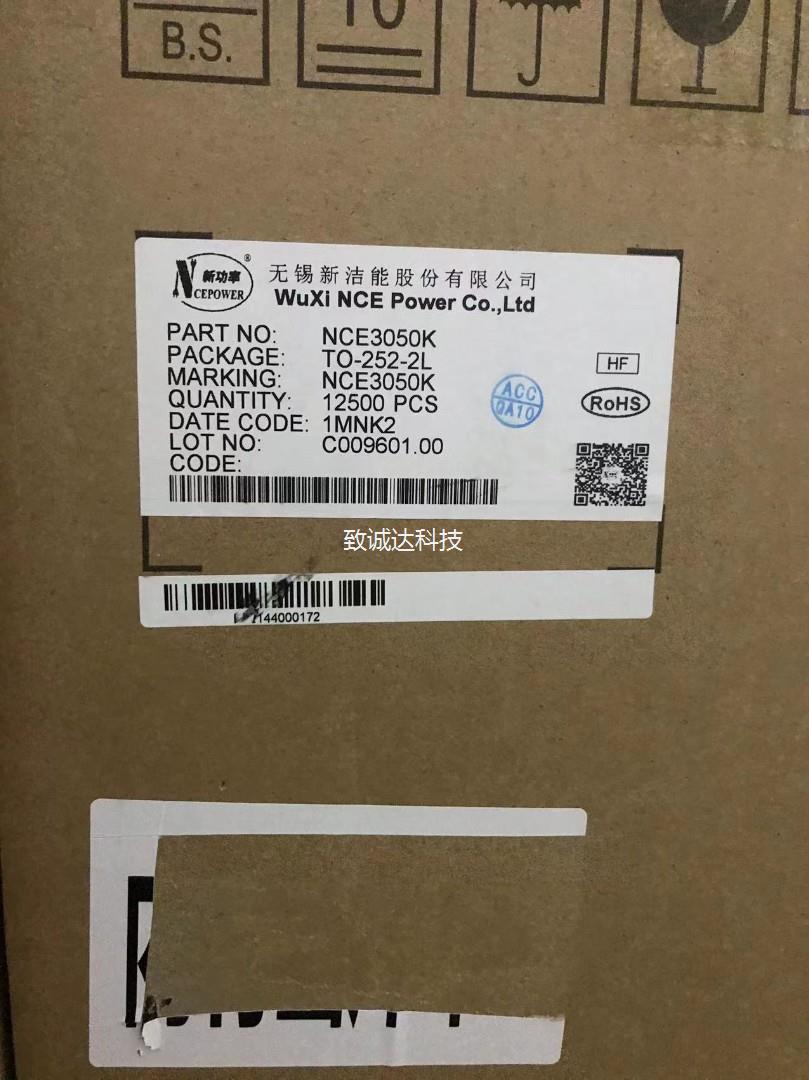 B.S.
10
新功率
NCEPOWER
®
无锡新洁能股份有限公司
WuXi NCE Power Co.,Ltd
PART NO: NCE3050K
PACKAGE: TO-252-2L
MARKING: NCE3050K
QUANTITY: 12500 PCS
DATE CODE: 1MNK2
LOT NO: C009601.00
CODE:
HF
ACC
QA10
RoHS
致诚达科技
144000172